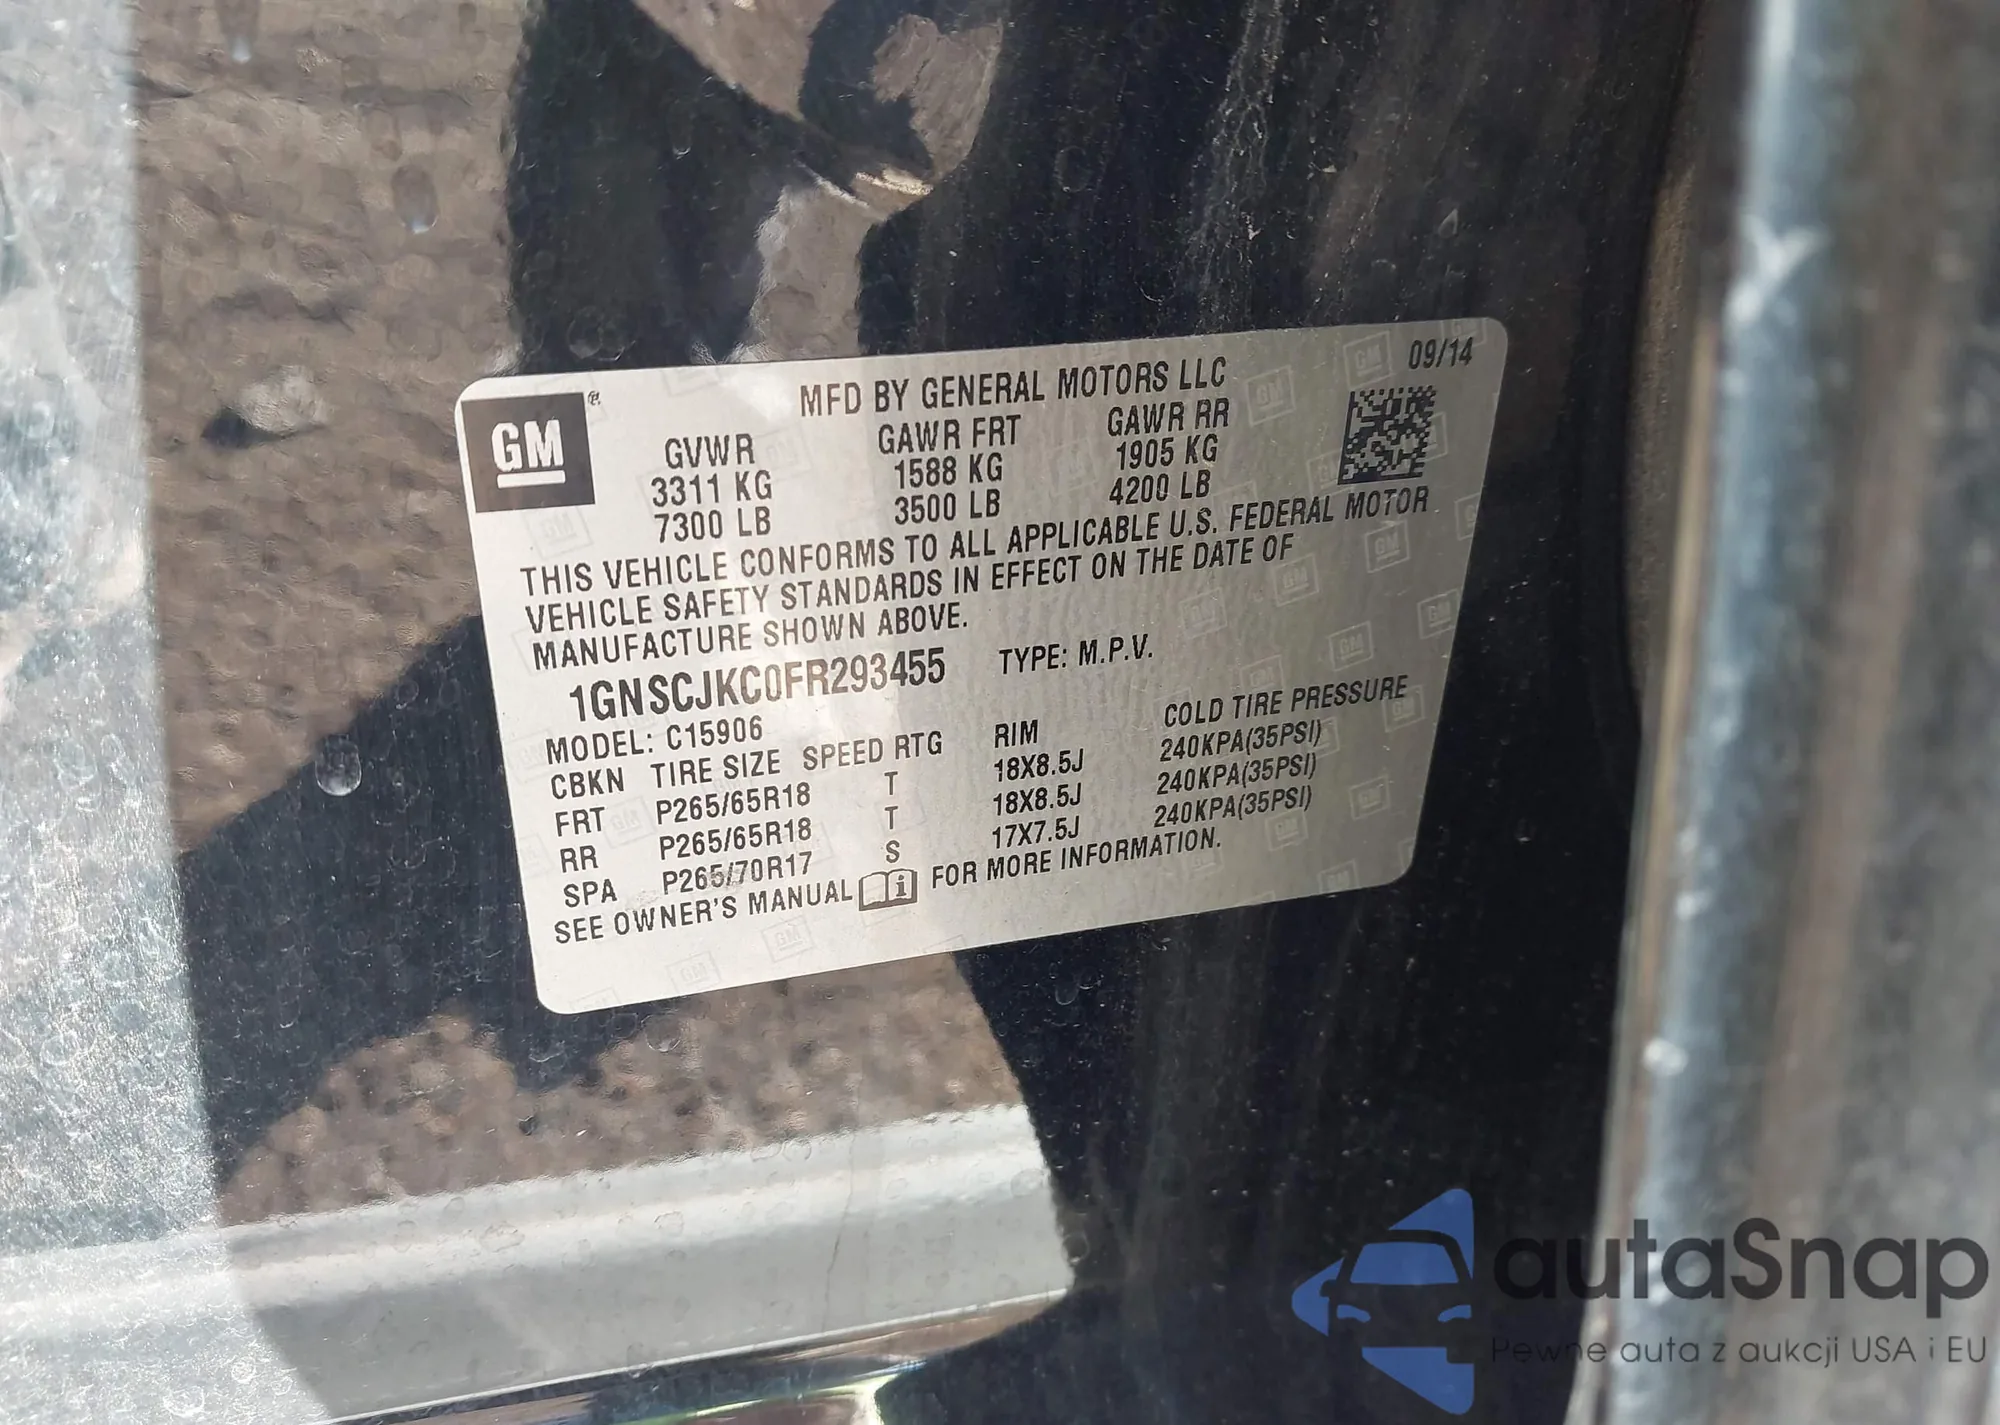 MFD BY GENERAL MOTORS LLC 09/14
GM
GVWR GAWR FRT GAWR RR
3311 KG 1588 KG 1905 KG
7300 LB 3500 LB 4200 LB
THIS VEHICLE CONFORMS TO ALL APPLICABLE U.S. FEDERAL MOTOR
VEHICLE SAFETY STANDARDS IN EFFECT ON THE DATE OF
MANUFACTURE SHOWN ABOVE.
1GNSCJKC0FR293455 TYPE: M.P.V.
MODEL: C15906
CBKN TIRE SIZE SPEED RTG RIM COLD TIRE PRESSURE
FRT P265/65R18 T 18X8.5J 240KPA(35PSI)
RR P265/65R18 T 18X8.5J 240KPA(35PSI)
SPA P265/70R17 S 17X7.5J 240KPA(35PSI)
SEE OWNER'S MANUAL FOR MORE INFORMATION.
autaSnap
Pewne auta z aukcji USA i EU